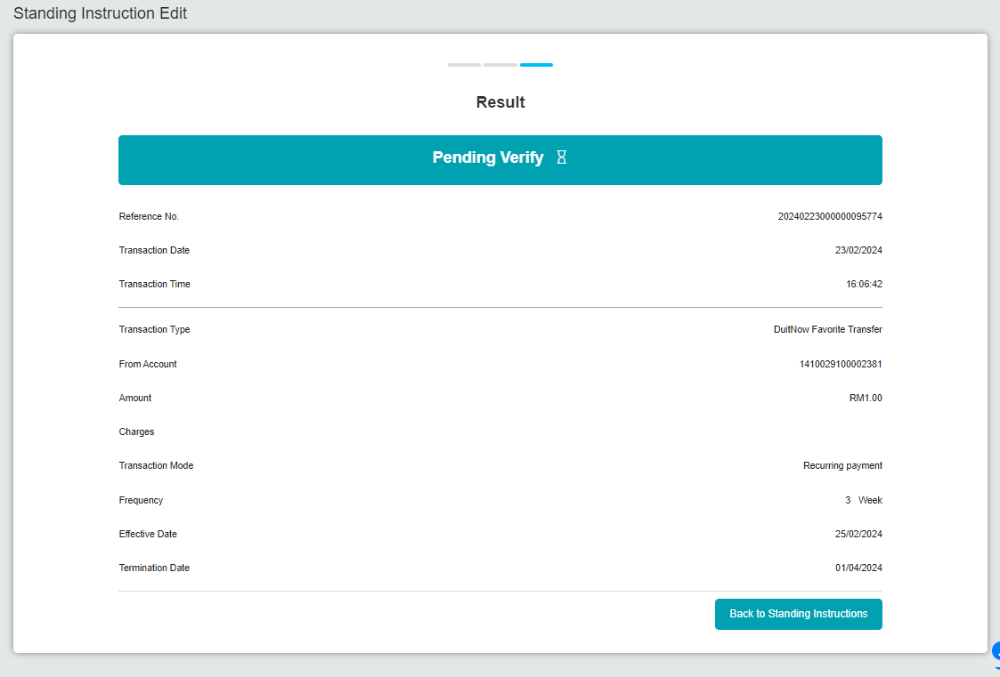 Standing Instruction Edit
Result
Pending Verify
Reference No. 20240223000000095774
Transaction Date 23/02/2024
Transaction Time 16:06:42
Transaction Type DuitNow Favorite Transfer
From Account 1410029100002381
Amount RM1.00
Charges
Transaction Mode Recurring payment
Frequency 3 Week
Effective Date 25/02/2024
Termination Date 01/04/2024
Back to Standing Instructions